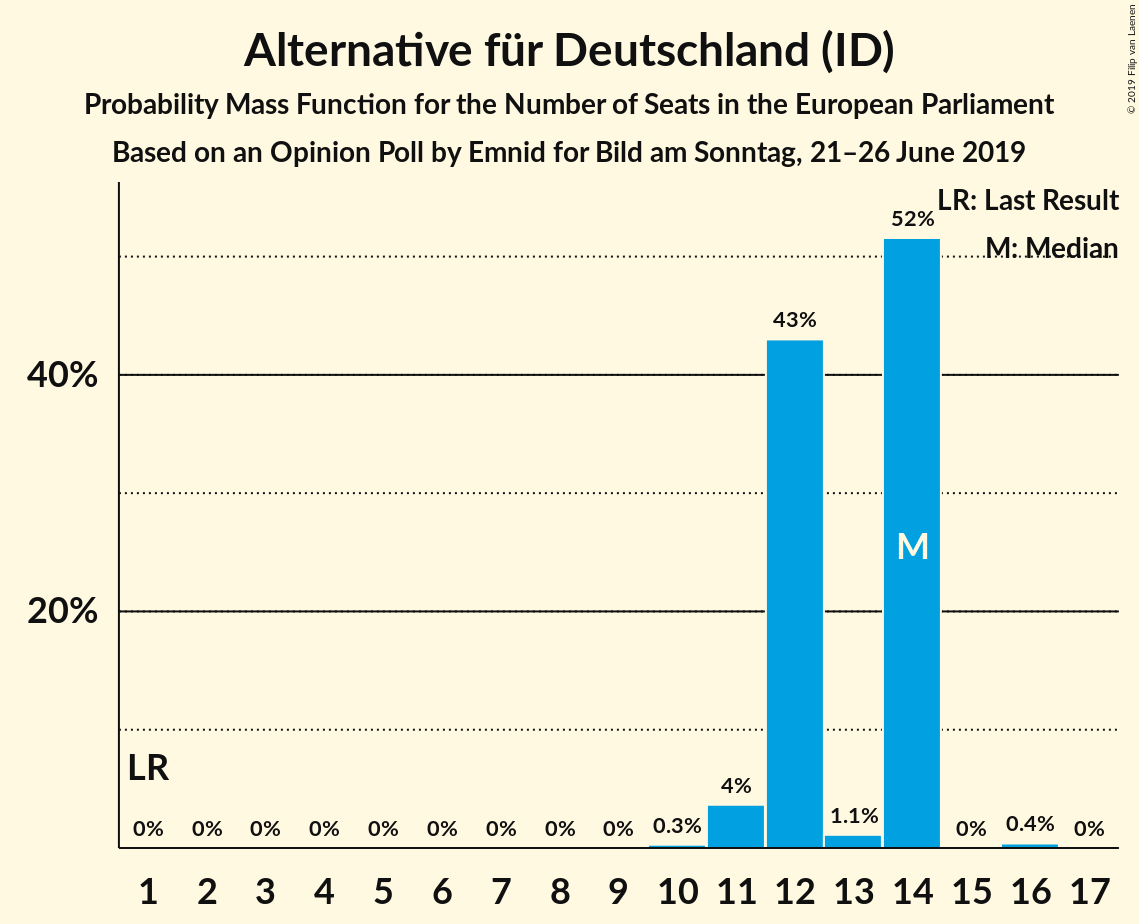 Alternative für Deutschland (ID)
Probability Mass Function for the Number of Seats in the European Parliament
Based on an Opinion Poll by Emnid for Bild am Sonntag, 21–26 June 2019
© 2019 Filip van Laenen
LR: Last Result
M: Median
52%
43%
40%
M
20%
LR
0% 0% 0% 0% 0% 0% 0% 0% 0% 0.3% 4% 1.1% 0% 0.4% 0%
1 2 3 4 5 6 7 8 9 10 11 12 13 14 15 16 17